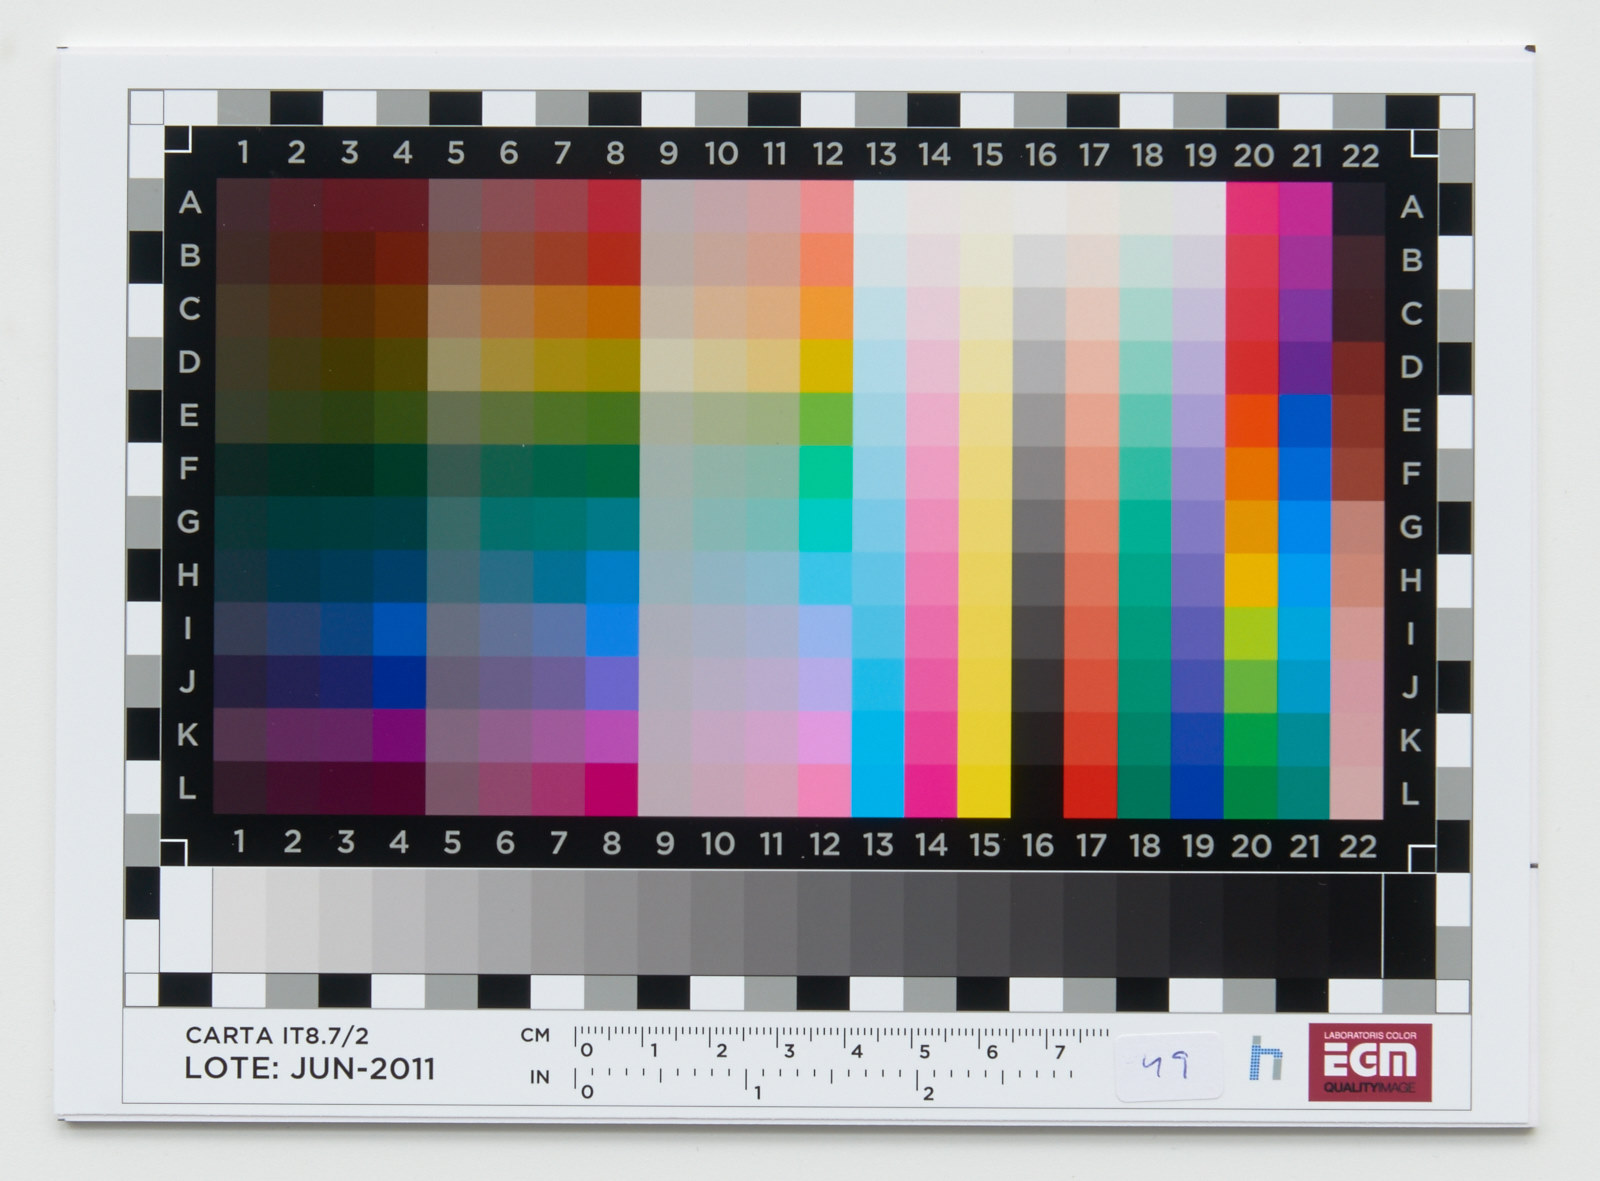 1 2 3 4 5 6 7 8 9 10 11 12 13 14 15 16 17 18 19 20 21 22
A A
B B
C C
D D
E E
F F
G G
H H
I I
J J
K K
L L
1 2 3 4 5 6 7 8 9 10 11 12 13 14 15 16 17 18 19 20 21 22
CARTA IT8.7/2
LOTE: JUN-2011
CM 0 1 2 3 4 5 6 7
IN 0 1 2
49
h
LABORATORIS COLOR
EGM
QUALITYIMAGE